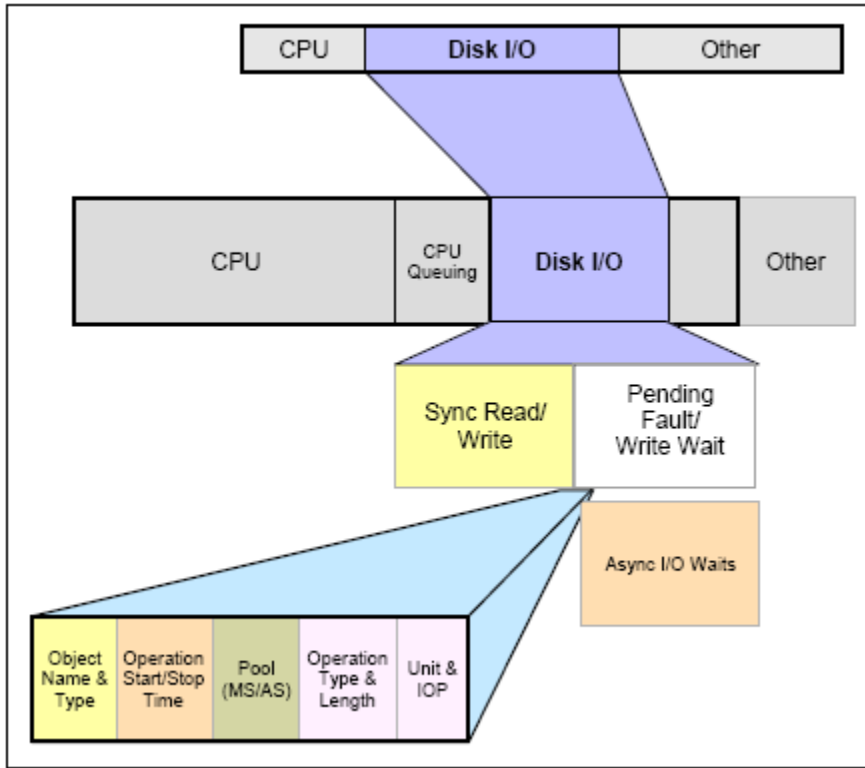 CPU
Disk I/O
Other
CPU
CPU
Queuing
Disk I/O
Other
Sync Read/
Write
Pending
Fault/
Write Wait
Async I/O Waits
Object
Name &
Type
Operation
Start/Stop
Time
Pool
(MS/AS)
Operation
Type &
Length
Unit &
IOP